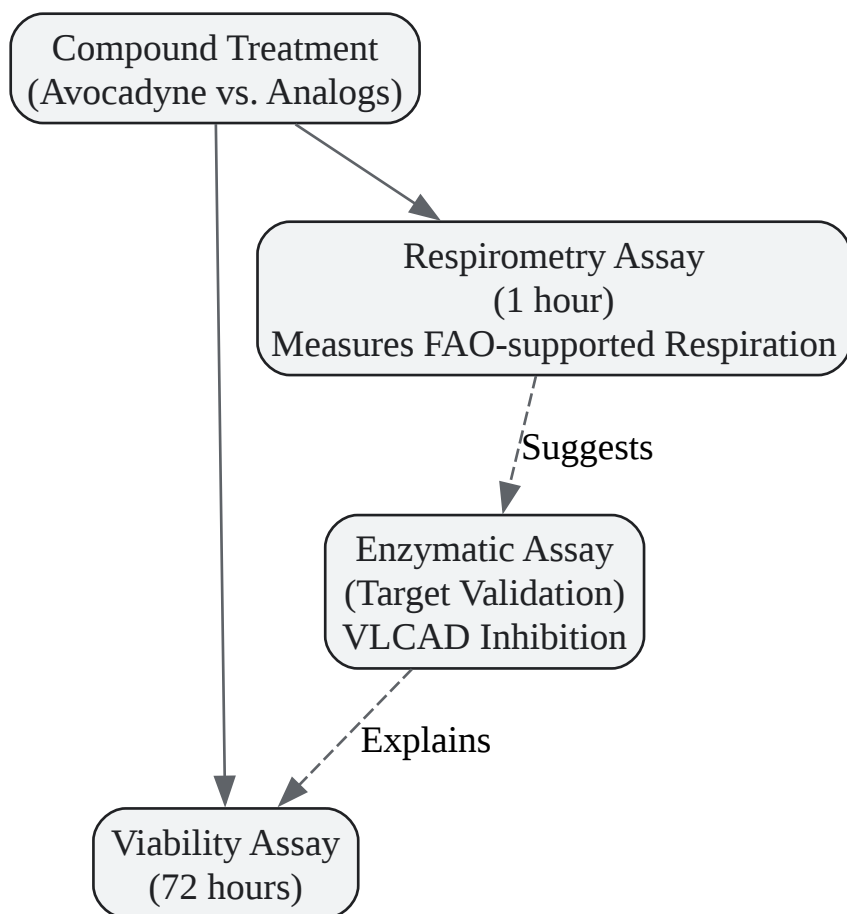 Compound Treatment
(Avocadyne vs. Analogs)
Respirometry Assay
(1 hour)
Measures FAO-supported Respiration
Suggests
Enzymatic Assay
(Target Validation)
VLCAD Inhibition
Explains
Viability Assay
(72 hours)